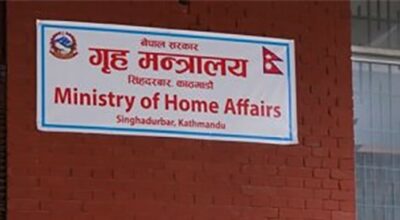 नेपाल सरकार
गृह मन्त्रालय
सिंहदरबार, काठमाडौं
Ministry of Home Affairs
Singhadurbar, Kathmandu